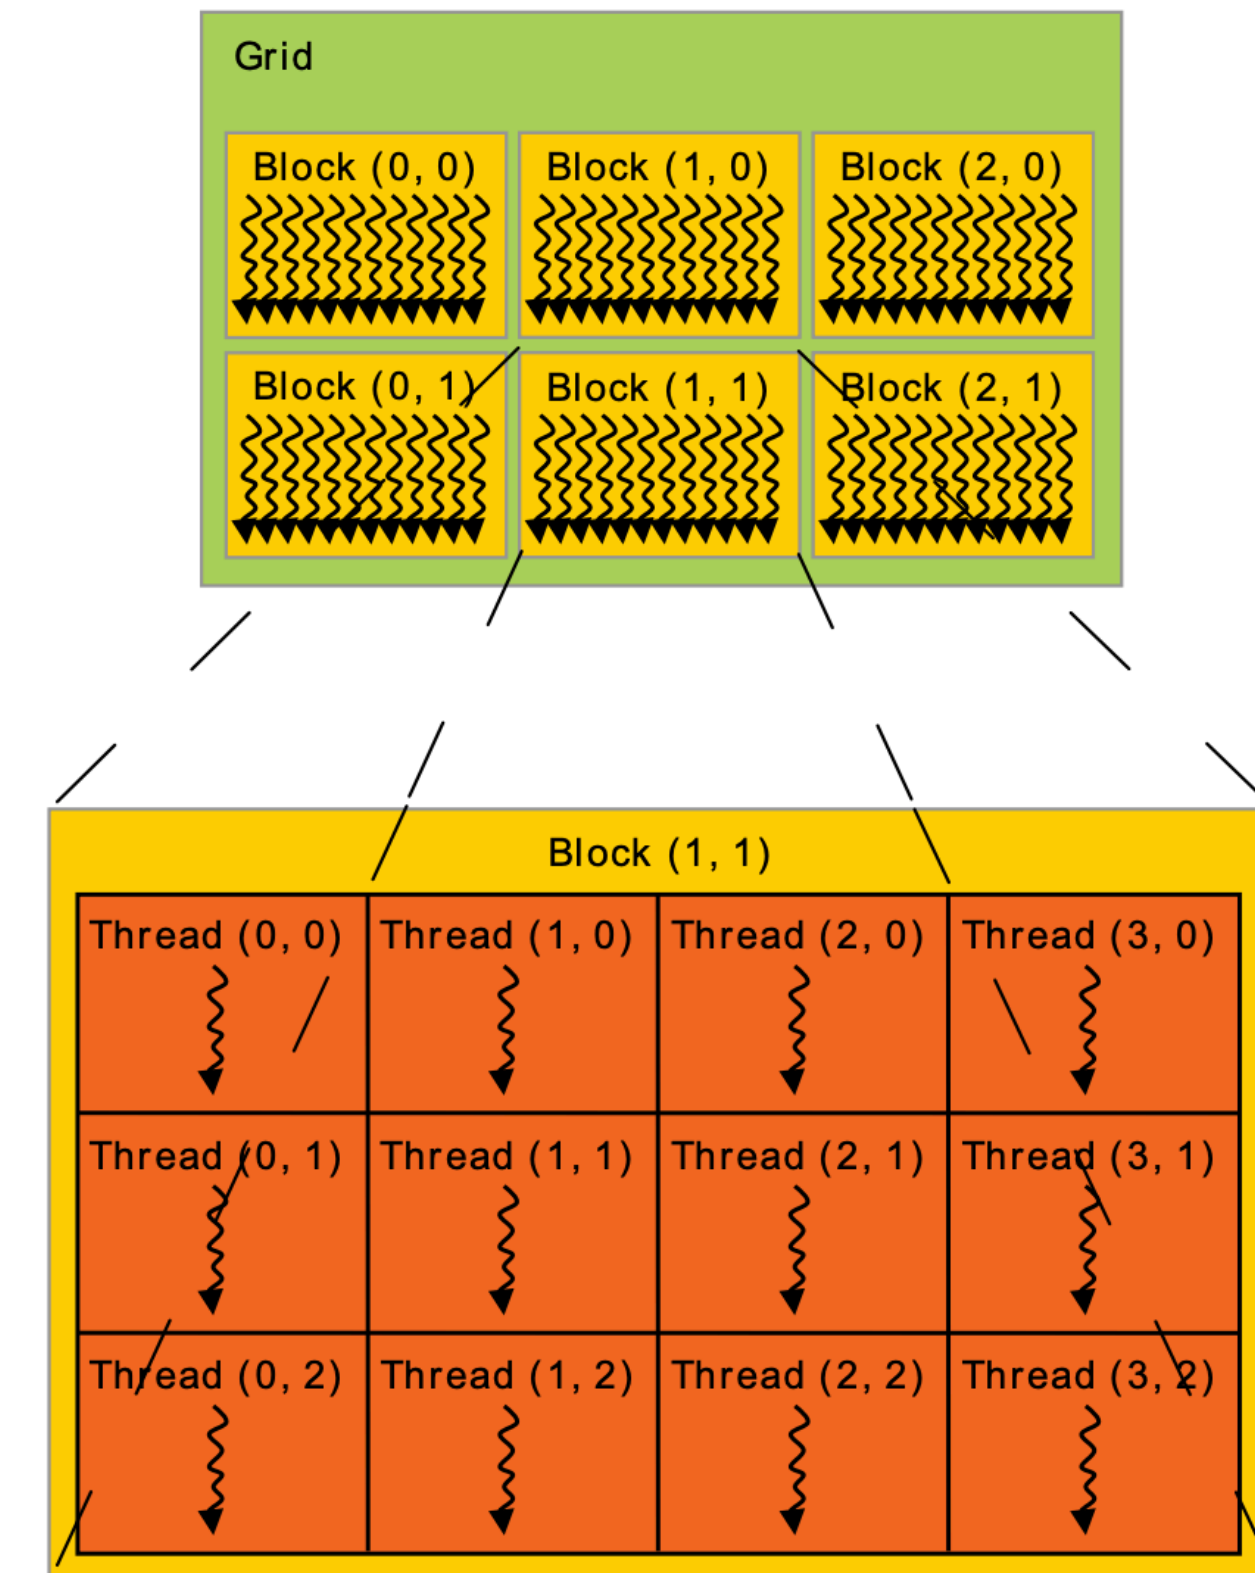 Grid
Block (0, 0) Block (1, 0) Block (2, 0)
Block (0, 1) Block (1, 1) Block (2, 1)
Block (1, 1)
Thread (0, 0) Thread (1, 0) Thread (2, 0) Thread (3, 0)
Thread (0, 1) Thread (1, 1) Thread (2, 1) Thread (3, 1)
Thread (0, 2) Thread (1, 2) Thread (2, 2) Thread (3, 2)